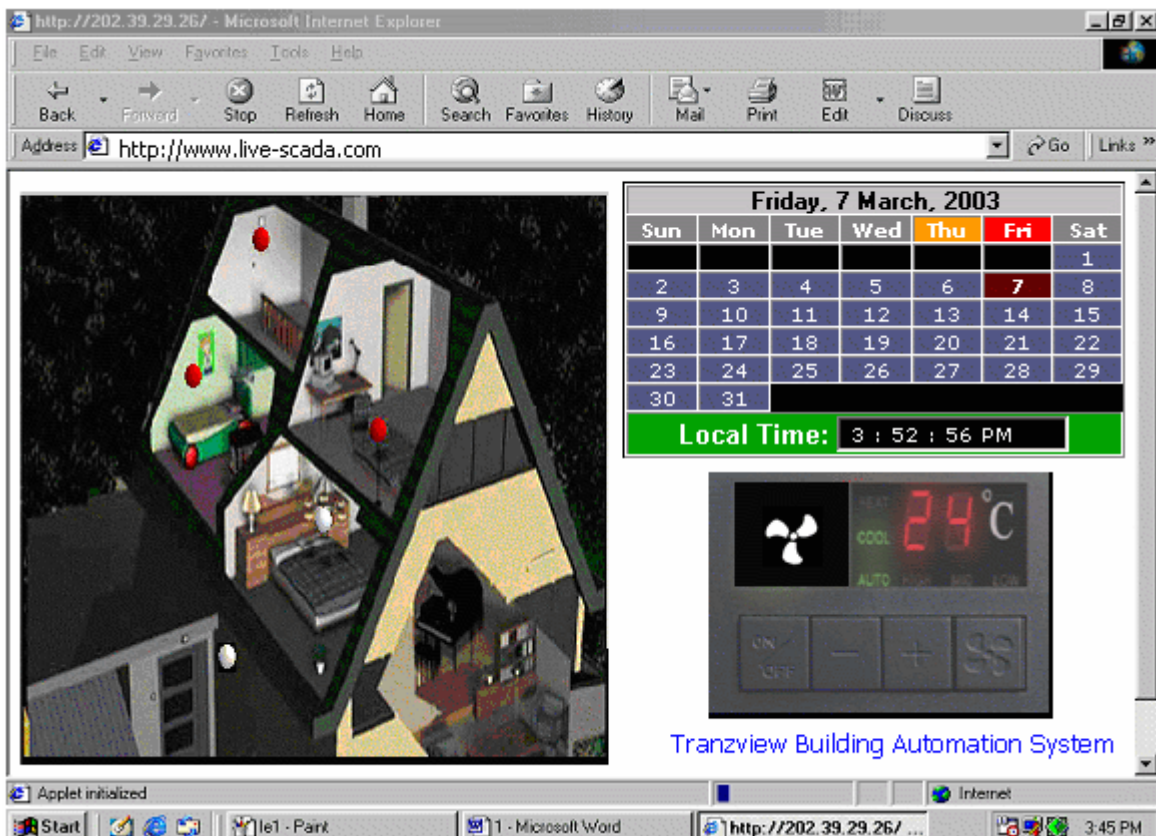 http://202.39.29.26/ - Microsoft Internet Explorer
File Edit View Favorites Tools Help
Back Forward Stop Refresh Home Search Favorites History Mail Print Edit Discuss
Address http://www.live-scada.com Go Links »
Friday, 7 March, 2003
Sun Mon Tue Wed Thu Fri Sat
1
2 3 4 5 6 7 8
9 10 11 12 13 14 15
16 17 18 19 20 21 22
23 24 25 26 27 28 29
30 31
Local Time: 3 : 52 : 56 PM
HEAT
COOL 24°C
AUTO HIGH MID LOW
ON/
OFF − +
Tranzview Building Automation System
Applet initialized Internet
Start le1 - Paint 1 - Microsoft Word http://202.39.29.26/ ... 3:45 PM